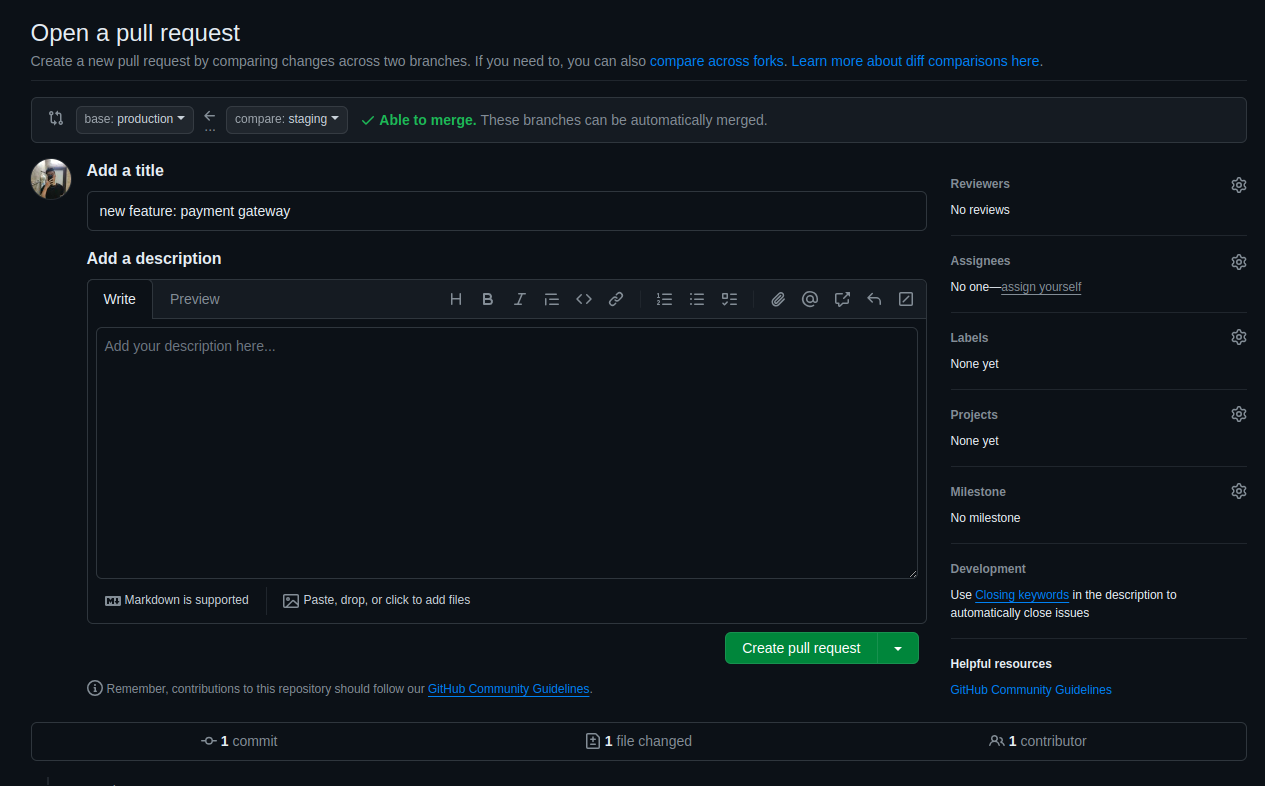 Open a pull request
Create a new pull request by comparing changes across two branches. If you need to, you can also compare across forks. Learn more about diff comparisons here.
base: production
compare: staging
Able to merge. These branches can be automatically merged.
Add a title
new feature: payment gateway
Add a description
Write
Preview
Add your description here...
Markdown is supported
Paste, drop, or click to add files
Create pull request
Remember, contributions to this repository should follow our GitHub Community Guidelines.
Reviewers
No reviews
Assignees
No one—assign yourself
Labels
None yet
Projects
None yet
Milestone
No milestone
Development
Use Closing keywords in the description to
automatically close issues
Helpful resources
GitHub Community Guidelines
1 commit
1 file changed
1 contributor